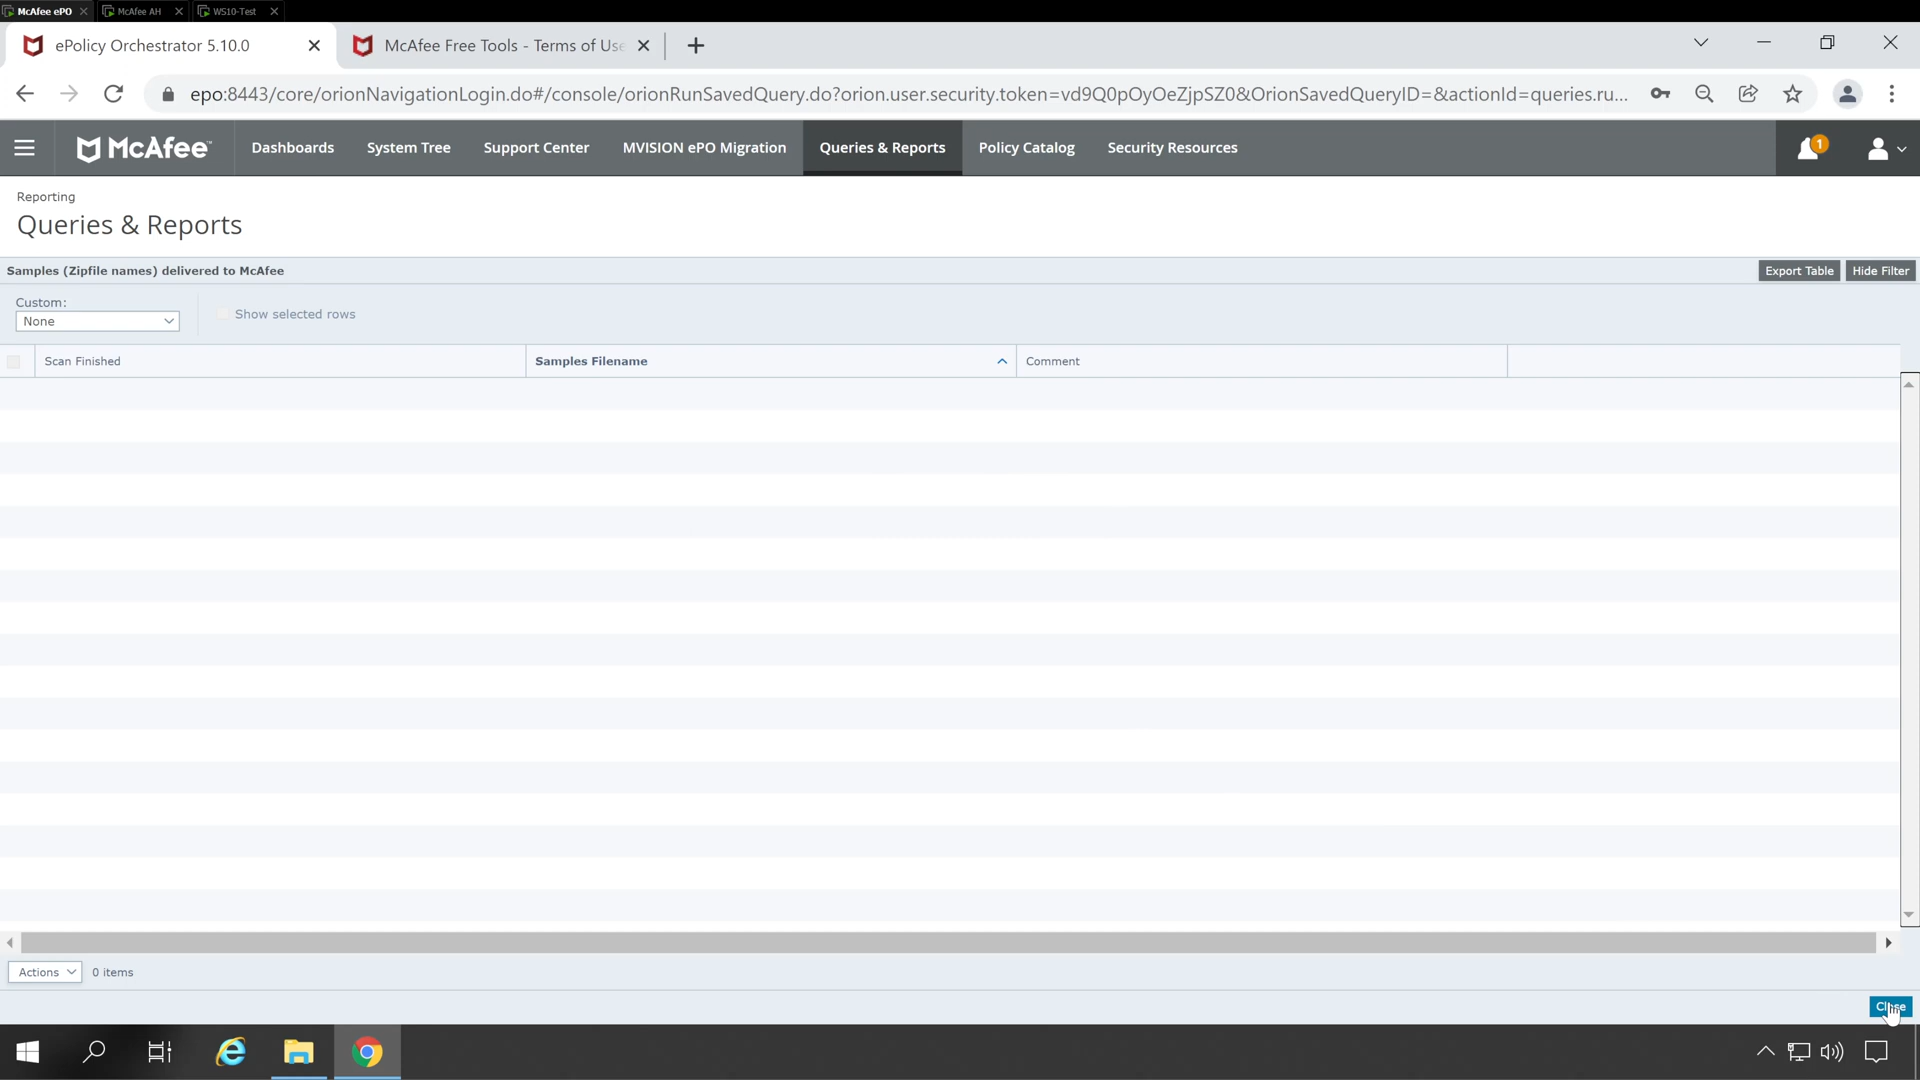 McAfee ePO
McAfee AH
WS10-Test
ePolicy Orchestrator 5.10.0
McAfee Free Tools - Terms of Use
epo:8443/core/orionNavigationLogin.do#/console/orionRunSavedQuery.do?orion.user.security.token=vd9Q0pOyOeZjpSZ0&OrionSavedQueryID=&actionId=queries.ru...
McAfee™
Dashboards
System Tree
Support Center
MVISION ePO Migration
Queries & Reports
Policy Catalog
Security Resources
1
Reporting
Queries & Reports
Samples (Zipfile names) delivered to McAfee
Export Table
Hide Filter
Custom:
None
Show selected rows
Scan Finished
Samples Filename
Comment
Actions
0 items
Close